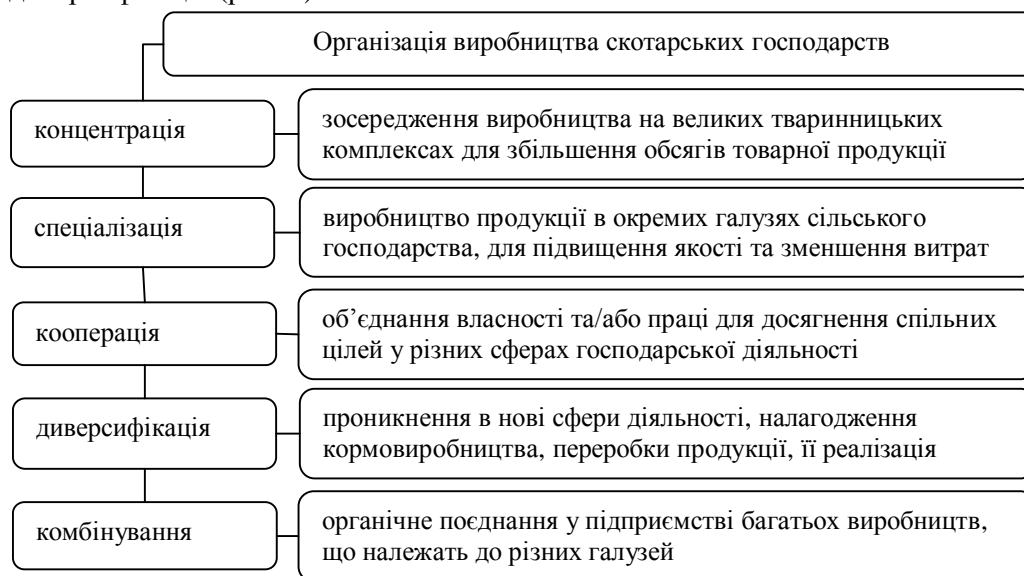 Організація виробництва скотарських господарств
концентрація
зосередження виробництва на великих тваринницьких
комплексах для збільшення обсягів товарної продукції
спеціалізація
виробництво продукції в окремих галузях сільського
господарства, для підвищення якості та зменшення витрат
кооперація
об’єднання власності та/або праці для досягнення спільних
цілей у різних сферах господарської діяльності
диверсифікація
проникнення в нові сфери діяльності, налагодження
кормовиробництва, переробки продукції, її реалізація
комбінування
органічне поєднання у підприємстві багатьох виробництв,
що належать до різних галузей